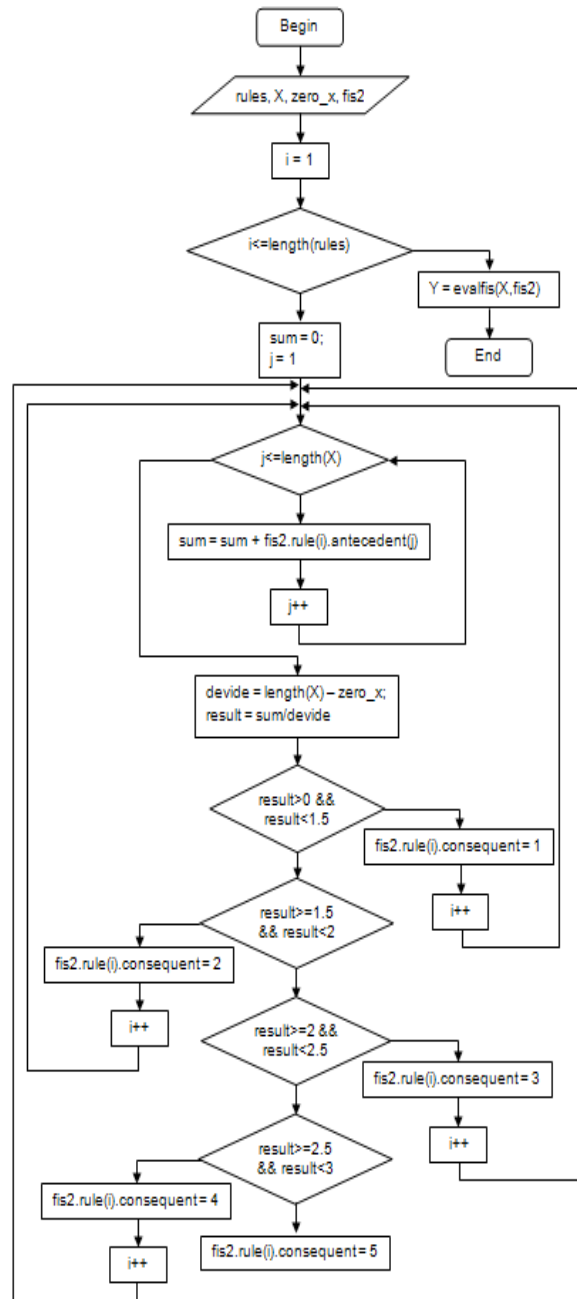 Begin
rules, X, zero_x, fis2
i = 1
i<=length(rules)
Y = evalfis(X,fis2)
End
sum = 0;
j = 1
j<=length(X)
sum = sum + fis2.rule(i).antecedent(j)
j++
devide = length(X) – zero_x;
result = sum/devide
result>0 &&
result<1.5
fis2.rule(i).consequent = 1
i++
result>=1.5
&& result<2
fis2.rule(i).consequent = 2
i++
result>=2 &&
result<2.5
fis2.rule(i).consequent = 3
i++
result>=2.5
&& result<3
fis2.rule(i).consequent = 4
i++
fis2.rule(i).consequent = 5